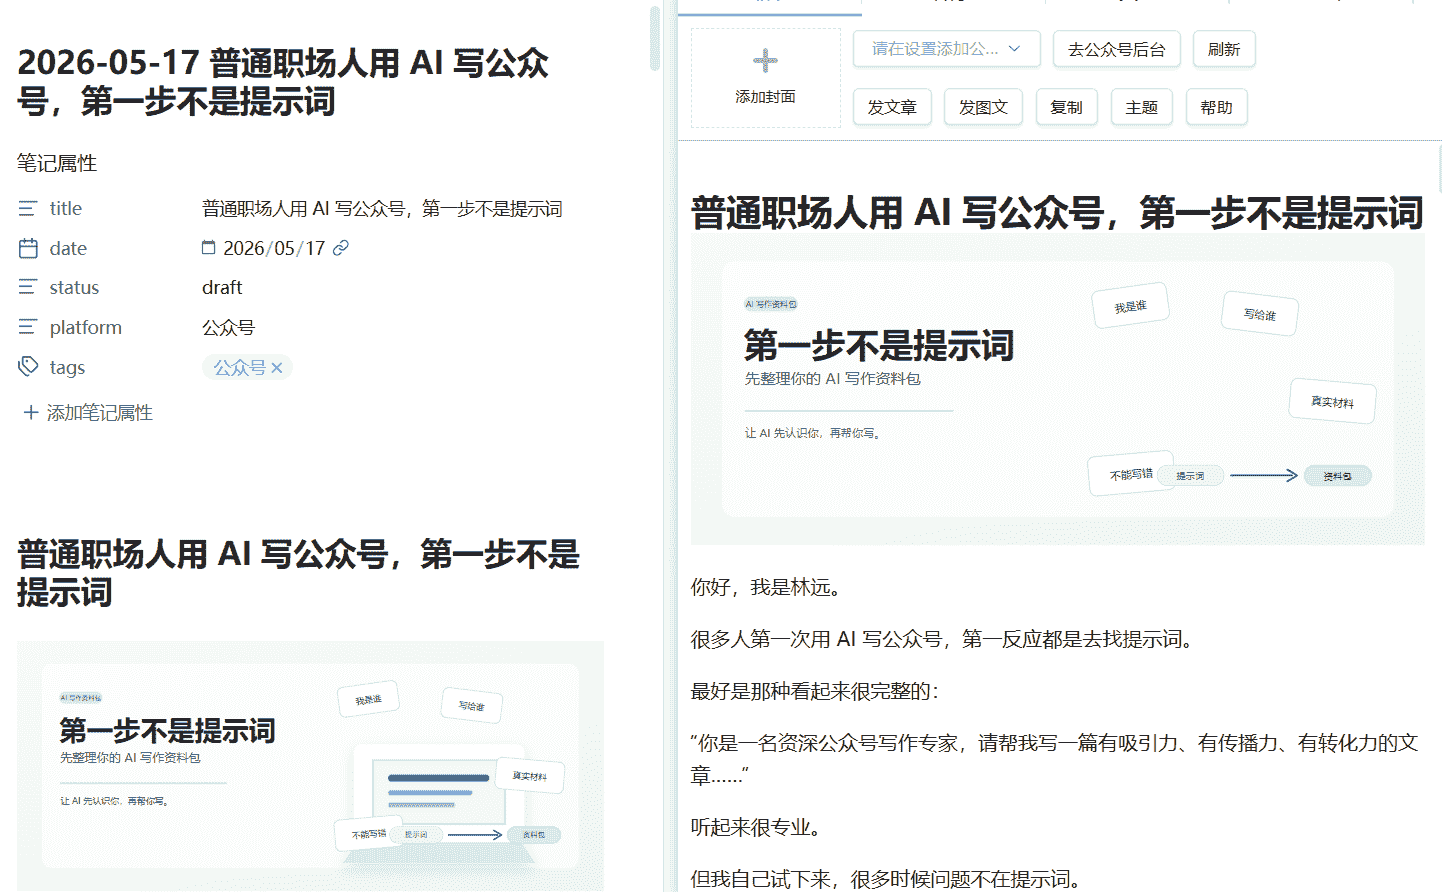 2026-05-17 普通职场人用 AI 写公众
号，第一步不是提示词
笔记属性
title 普通职场人用 AI 写公众号，第一步不是提示词
date 2026/05/17
status draft
platform 公众号
tags 公众号
添加笔记属性
普通职场人用 AI 写公众号，第一步不是
提示词
AI 写作资料包
第一步不是提示词
先整理你的 AI 写作资料包
让 AI 先认识你，再帮你写。
我是谁
写给谁
真实材料
不能写错
提示词
资料包
添加封面
请在设置添加公...
去公众号后台
刷新
发文章
发图文
复制
主题
帮助
普通职场人用 AI 写公众号，第一步不是提示词
AI 写作资料包
第一步不是提示词
先整理你的 AI 写作资料包
让 AI 先认识你，再帮你写。
我是谁
写给谁
真实材料
不能写错
提示词
资料包
你好，我是林远。
很多人第一次用 AI 写公众号，第一反应都是去找提示词。
最好是那种看起来很完整的：
“你是一名资深公众号写作专家，请帮我写一篇有吸引力、有传播力、有转化力的文
章......”
听起来很专业。
但我自己试下来，很多时候问题不在提示词。